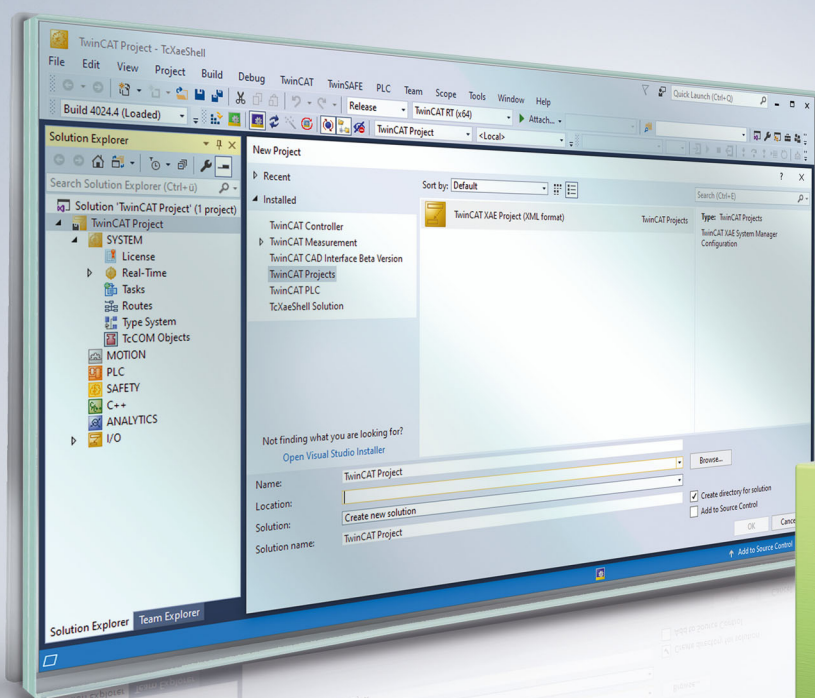 TwinCAT Project - TcXaeShell
File Edit View Project Build Debug TwinCAT TwinSAFE PLC Team Scope Tools Window Help
Quick Launch (Ctrl+Q)
Release TwinCAT RT (x64) Attach...
Build 4024.4 (Loaded) TwinCAT Project <Local>
Solution Explorer
Search Solution Explorer (Ctrl+ü)
Solution 'TwinCAT Project' (1 project)
TwinCAT Project
SYSTEM
License
Real-Time
Tasks
Routes
Type System
TcCOM Objects
MOTION
PLC
SAFETY
C++
ANALYTICS
I/O
Solution Explorer Team Explorer
New Project
? X
Recent
Installed
TwinCAT Controller
TwinCAT Measurement
TwinCAT CAD Interface Beta Version
TwinCAT Projects
TwinCAT PLC
TcXaeShell Solution
Not finding what you are looking for?
Open Visual Studio Installer
Sort by: Default
TwinCAT XAE Project (XML format) TwinCAT Projects
Search (Ctrl+E)
Type: TwinCAT Projects
TwinCAT XAE System Manager
Configuration
Name: TwinCAT Project
Location:
Browse...
Solution: Create new solution
Solution name: TwinCAT Project
Create directory for solution
Add to Source Control
OK Cance
Add to Source Control